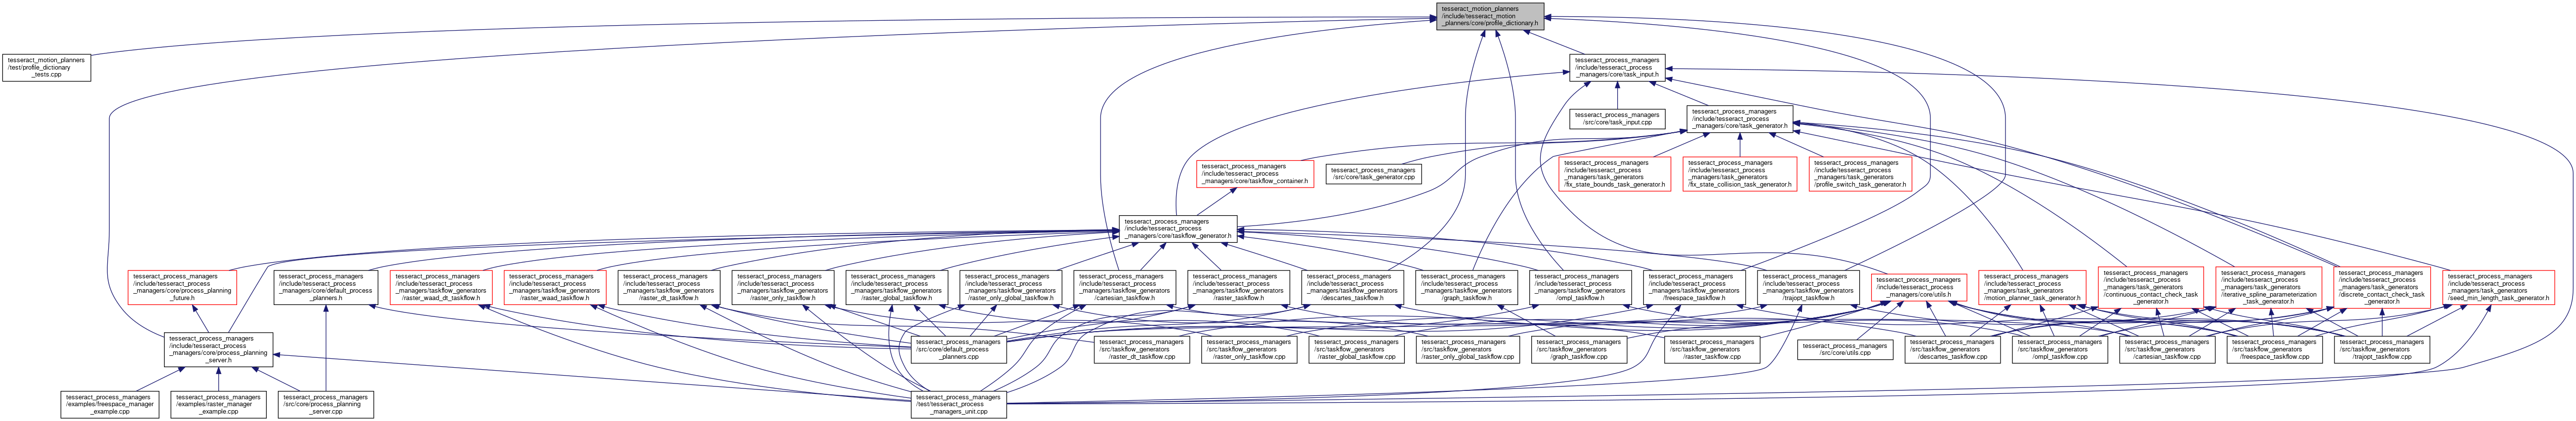 tesseract_motion_planners
/include/tesseract_motion
_planners/core/profile_dictionary.h
tesseract_motion_planners
/test/profile_dictionary
_tests.cpp
tesseract_process_managers
/include/tesseract_process
_managers/core/task_input.h
tesseract_process_managers
/src/core/task_input.cpp
tesseract_process_managers
/include/tesseract_process
_managers/core/task_generator.h
tesseract_process_managers
/include/tesseract_process
_managers/core/taskflow_container.h
tesseract_process_managers
/src/core/task_generator.cpp
tesseract_process_managers
/include/tesseract_process
_managers/task_generators
/fix_state_bounds_task_generator.h
tesseract_process_managers
/include/tesseract_process
_managers/task_generators
/fix_state_collision_task_generator.h
tesseract_process_managers
/include/tesseract_process
_managers/task_generators
/profile_switch_task_generator.h
tesseract_process_managers
/include/tesseract_process
_managers/core/taskflow_generator.h
tesseract_process_managers
/include/tesseract_process
_managers/core/process_planning
_future.h
tesseract_process_managers
/include/tesseract_process
_managers/core/default_process
_planners.h
tesseract_process_managers
/include/tesseract_process
_managers/taskflow_generators
/raster_waad_dt_taskflow.h
tesseract_process_managers
/include/tesseract_process
_managers/taskflow_generators
/raster_waad_taskflow.h
tesseract_process_managers
/include/tesseract_process
_managers/taskflow_generators
/raster_dt_taskflow.h
tesseract_process_managers
/include/tesseract_process
_managers/taskflow_generators
/raster_only_taskflow.h
tesseract_process_managers
/include/tesseract_process
_managers/taskflow_generators
/raster_global_taskflow.h
tesseract_process_managers
/include/tesseract_process
_managers/taskflow_generators
/raster_only_global_taskflow.h
tesseract_process_managers
/include/tesseract_process
_managers/taskflow_generators
/cartesian_taskflow.h
tesseract_process_managers
/include/tesseract_process
_managers/taskflow_generators
/raster_taskflow.h
tesseract_process_managers
/include/tesseract_process
_managers/taskflow_generators
/descartes_taskflow.h
tesseract_process_managers
/include/tesseract_process
_managers/taskflow_generators
/graph_taskflow.h
tesseract_process_managers
/include/tesseract_process
_managers/taskflow_generators
/ompl_taskflow.h
tesseract_process_managers
/include/tesseract_process
_managers/taskflow_generators
/freespace_taskflow.h
tesseract_process_managers
/include/tesseract_process
_managers/taskflow_generators
/trajopt_taskflow.h
tesseract_process_managers
/include/tesseract_process
_managers/core/utils.h
tesseract_process_managers
/include/tesseract_process
_managers/task_generators
/motion_planner_task_generator.h
tesseract_process_managers
/include/tesseract_process
_managers/task_generators
/continuous_contact_check_task
_generator.h
tesseract_process_managers
/include/tesseract_process
_managers/task_generators
/iterative_spline_parameterization
_task_generator.h
tesseract_process_managers
/include/tesseract_process
_managers/task_generators
/discrete_contact_check_task
_generator.h
tesseract_process_managers
/include/tesseract_process
_managers/task_generators
/seed_min_length_task_generator.h
tesseract_process_managers
/include/tesseract_process
_managers/core/process_planning
_server.h
tesseract_process_managers
/src/core/default_process
_planners.cpp
tesseract_process_managers
/src/taskflow_generators
/raster_dt_taskflow.cpp
tesseract_process_managers
/src/taskflow_generators
/raster_only_taskflow.cpp
tesseract_process_managers
/src/taskflow_generators
/raster_global_taskflow.cpp
tesseract_process_managers
/src/taskflow_generators
/raster_only_global_taskflow.cpp
tesseract_process_managers
/src/taskflow_generators
/graph_taskflow.cpp
tesseract_process_managers
/src/taskflow_generators
/raster_taskflow.cpp
tesseract_process_managers
/src/core/utils.cpp
tesseract_process_managers
/src/taskflow_generators
/descartes_taskflow.cpp
tesseract_process_managers
/src/taskflow_generators
/ompl_taskflow.cpp
tesseract_process_managers
/src/taskflow_generators
/cartesian_taskflow.cpp
tesseract_process_managers
/src/taskflow_generators
/freespace_taskflow.cpp
tesseract_process_managers
/src/taskflow_generators
/trajopt_taskflow.cpp
tesseract_process_managers
/examples/freespace_manager
_example.cpp
tesseract_process_managers
/examples/raster_manager
_example.cpp
tesseract_process_managers
/src/core/process_planning
_server.cpp
tesseract_process_managers
/test/tesseract_process
_managers_unit.cpp